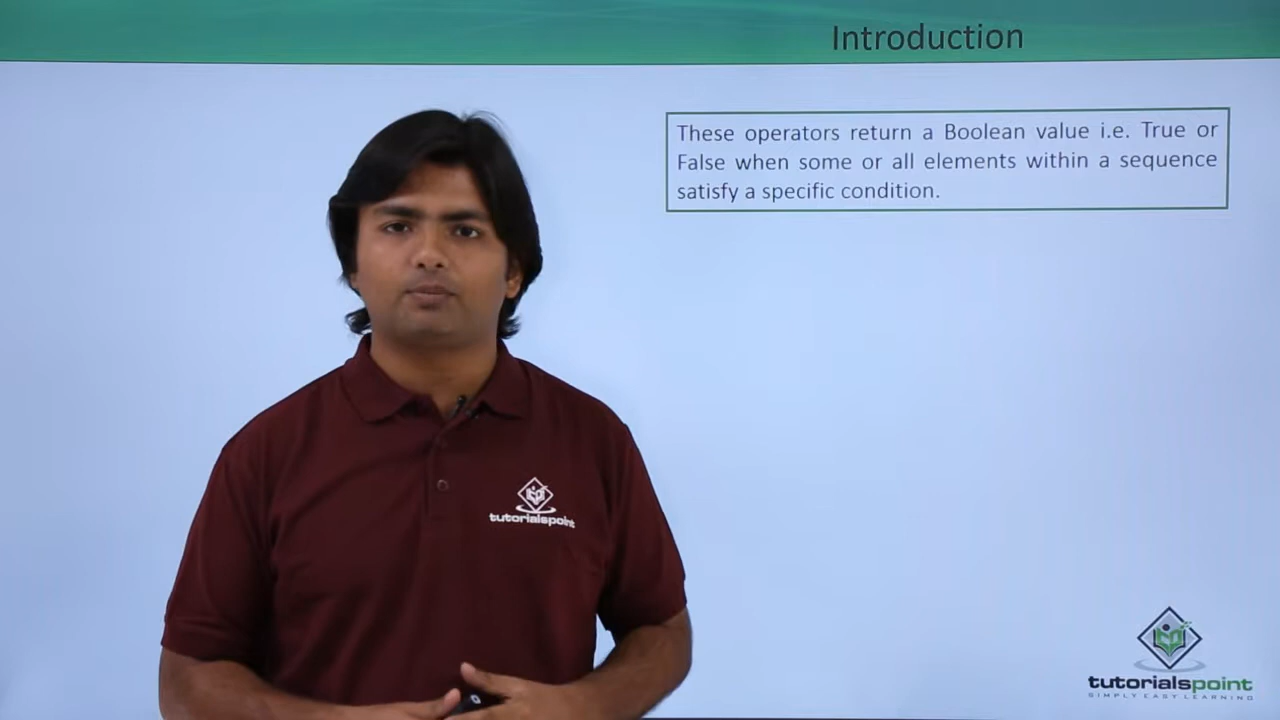 Introduction
These operators return a Boolean value i.e. True or
False when some or all elements within a sequence
satisfy a specific condition.
tutorialspoint
tutorialspoint
SIMPLY EASY LEARNING